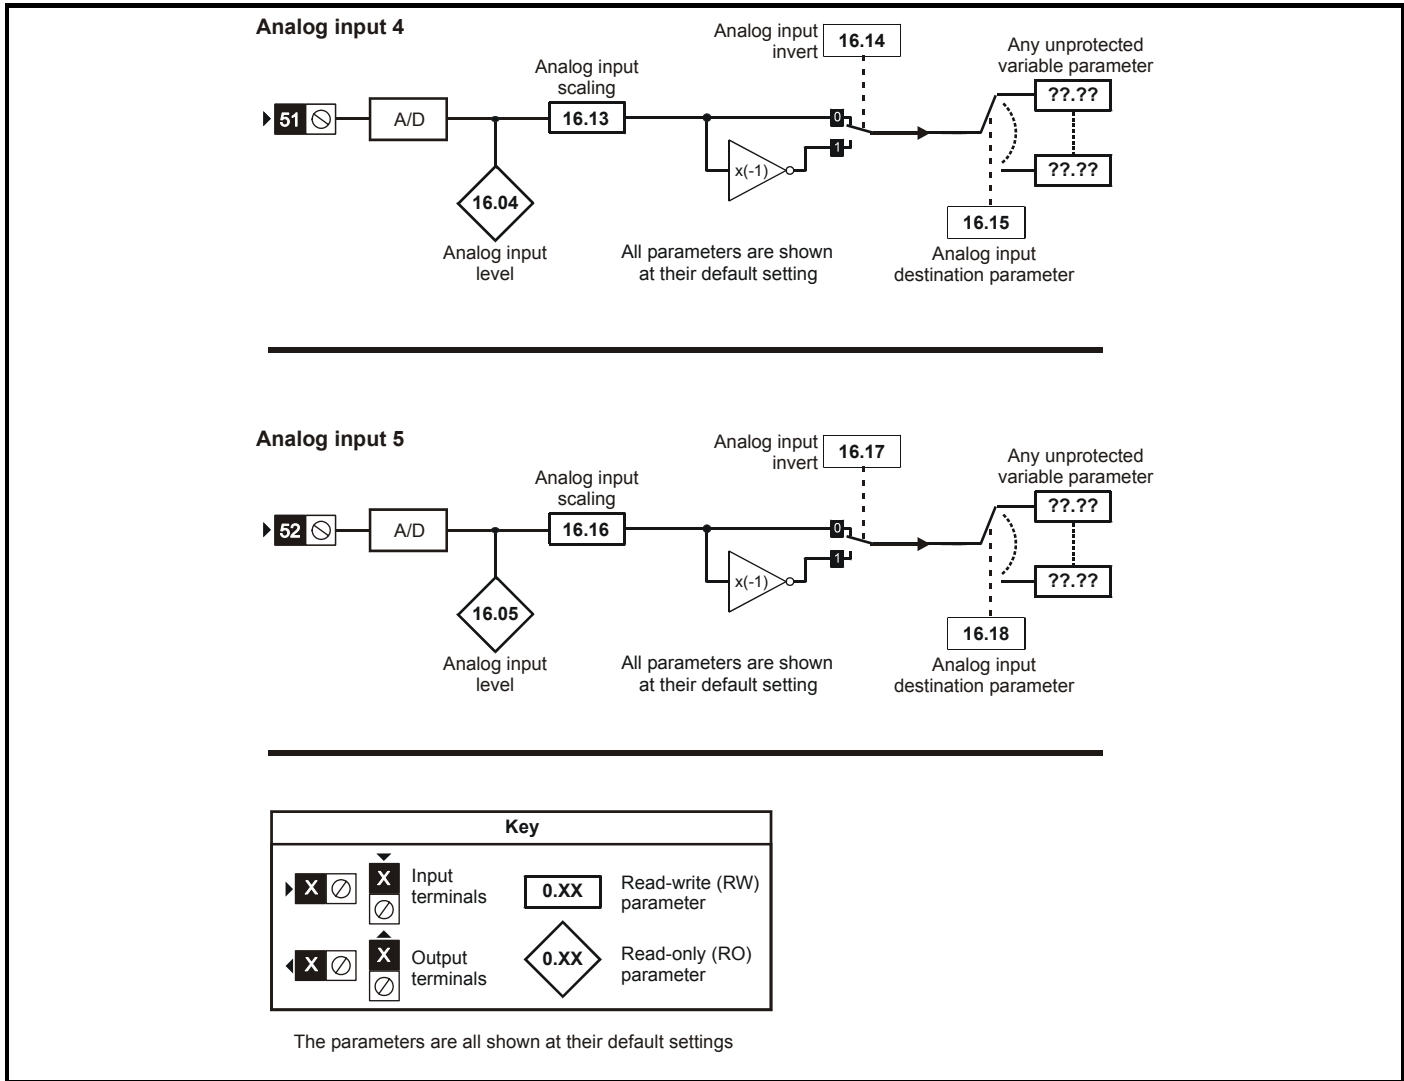 Analog input 4
Analog input
invert
16.14
Any unprotected
variable parameter
Analog input
scaling
??.??
51
A/D
16.13
0
1
x(-1)
??.??
16.04
16.15
Analog input
level
All parameters are shown
at their default setting
Analog input
destination parameter
Analog input 5
Analog input
invert
16.17
Any unprotected
variable parameter
Analog input
scaling
??.??
52
A/D
16.16
0
1
x(-1)
??.??
16.05
16.18
Analog input
level
All parameters are shown
at their default setting
Analog input
destination parameter
Key
X
X
Input
terminals
0.XX
Read-write (RW)
parameter
X
X
Output
terminals
0.XX
Read-only (RO)
parameter
The parameters are all shown at their default settings